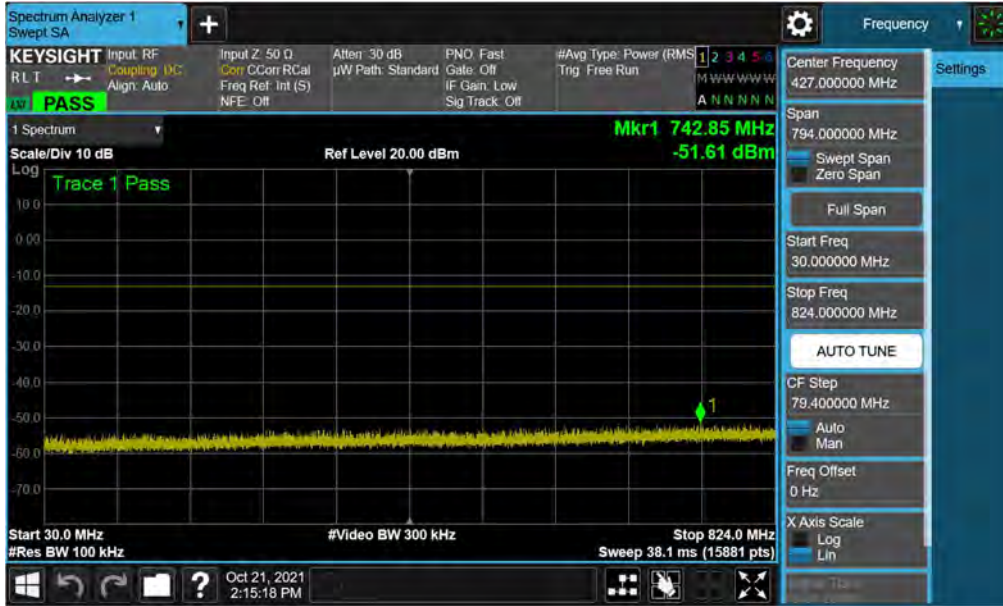 Spectrum Analyzer 1
Swept SA
Frequency
KEYSIGHT
RLT
PASS
Input: RF
Coupling: DC
Align: Auto
Input Z: 50 Ω
Corr CCorr RCal
Freq Ref: Int (S)
NFE: Off
Atten: 30 dB
µW Path: Standard
PNO: Fast
Gate: Off
IF Gain: Low
Sig Track: Off
#Avg Type: Power (RMS
Trig: Free Run
1 2 3 4 5 6
M W W W W W
A N N N N N
Center Frequency
427.000000 MHz
Settings
Span
794.000000 MHz
Swept Span
Zero Span
Full Span
Start Freq
30.000000 MHz
Stop Freq
824.000000 MHz
AUTO TUNE
CF Step
79.400000 MHz
Auto
Man
Freq Offset
0 Hz
X Axis Scale
Log
Lin
1 Spectrum
Scale/Div 10 dB
Ref Level 20.00 dBm
Mkr1 742.85 MHz
-51.61 dBm
Log
Trace 1 Pass
10.0
0.00
-10.0
-20.0
-30.0
-40.0
-50.0
-60.0
-70.0
1
Start 30.0 MHz
#Video BW 300 kHz
Stop 824.0 MHz
#Res BW 100 kHz
Sweep 38.1 ms (15881 pts)
?
Oct 21, 2021
2:15:18 PM